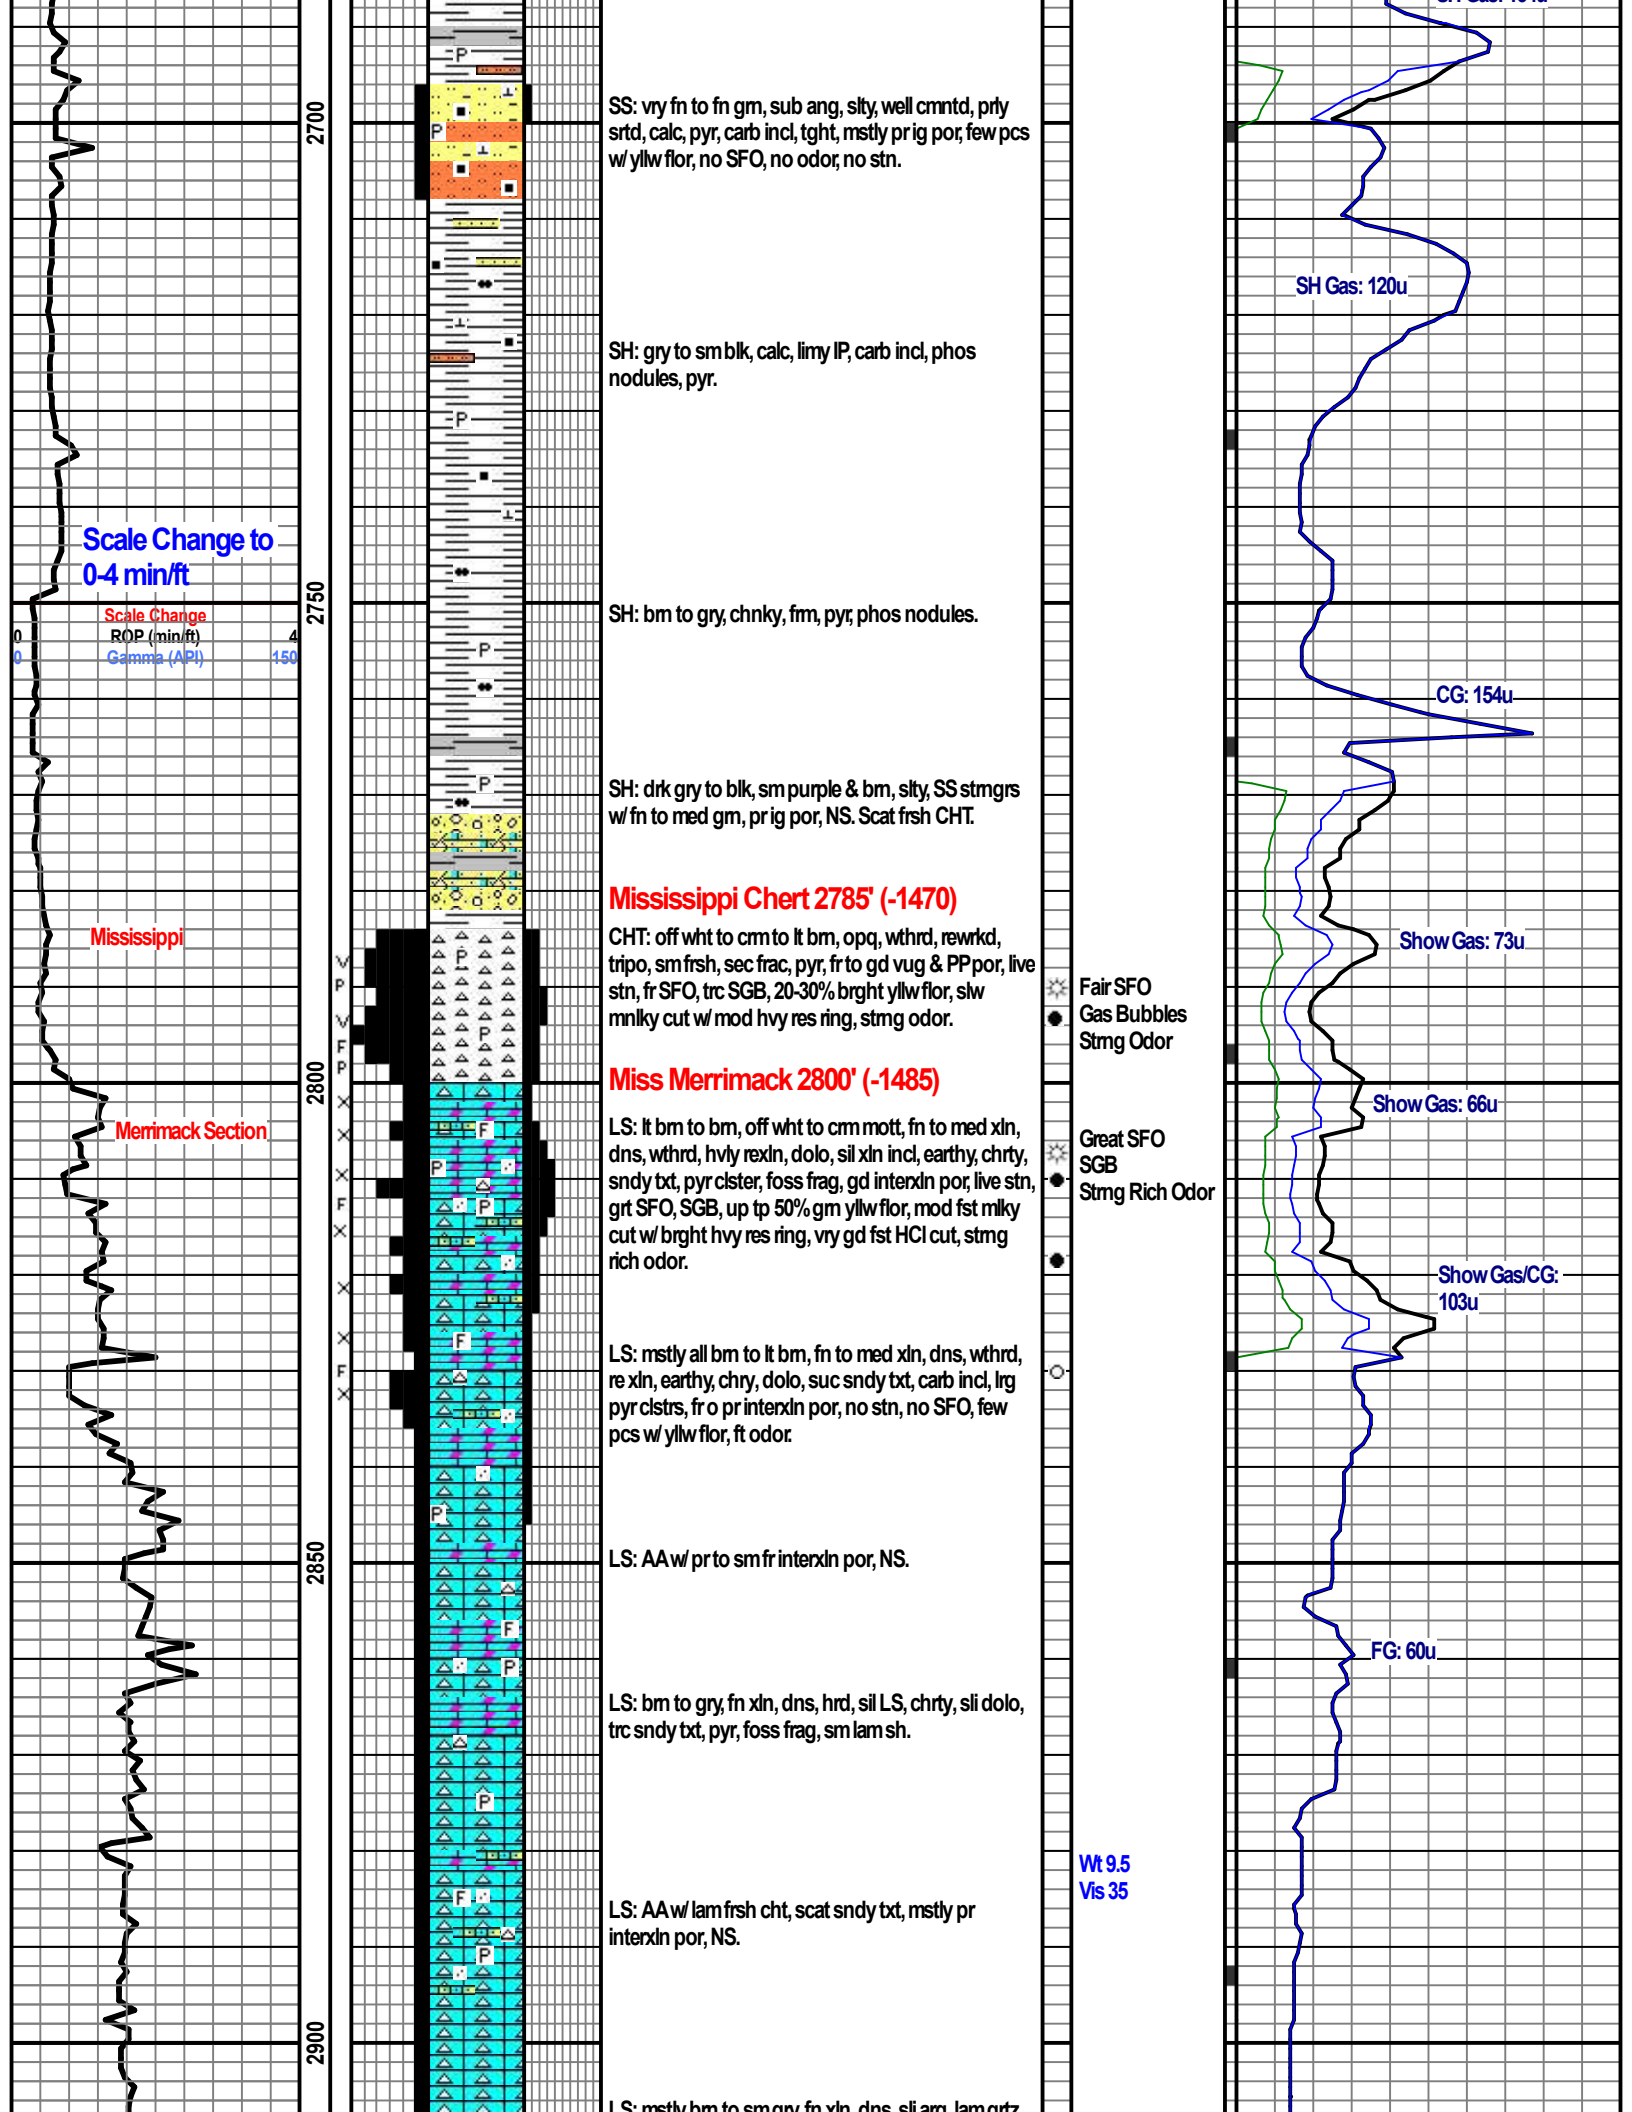 2700
SS: vry fn to fn grn, sub ang, slty, well cmntd, prly
srtd, calc, pyr, carb incl, tght, mstly pr ig por, few pcs
w/ yllw flor, no SFO, no odor, no stn.
SH Gas: 120u
SH: gry to sm blk, calc, limy IP, carb incl, phos
nodules, pyr.
Scale Change to
0-4 min/ft
2750
Scale Change
0 ROP (min/ft) 4
0 Gamma (API) 150
SH: brn to gry, chnky, frm, pyr, phos nodules.
CG: 154u
SH: drk gry to blk, sm purple & brn, slty, SS strngrs
w/ fn to med grn, pr ig por, NS. Scat frsh CHT.
Mississippi Chert 2785' (-1470)
Mississippi
CHT: off wht to crm to lt brn, opq, wthrd, rewrkd,
tripo, sm frsh, sec frac, pyr, fr to gd vug & PP por, live
stn, fr SFO, trc SGB, 20-30% brght yllw flor, slw
mnlky cut w/ mod hvy res ring, strng odor.
Show Gas: 73u
Fair SFO
Gas Bubbles
Strng Odor
2800
Miss Merrimack 2800' (-1485)
Show Gas: 66u
Merrimack Section
LS: lt brn to brn, off wht to crm mott, fn to med xln,
dns, wthrd, hvly rexln, dolo, sil xln incl, earthy, chrty,
sndy txt, pyr clster, foss frag, gd interxln por, live stn,
grt SFO, SGB, up tp 50% grn yllw flor, mod fst mlky
cut w/ brght hvy res ring, vry gd fst HCl cut, strng
rich odor.
Great SFO
SGB
Strng Rich Odor
Show Gas/CG:
103u
LS: mstly all brn to lt brn, fn to med xln, dns, wthrd,
re xln, earthy, chry, dolo, suc sndy txt, carb incl, lrg
pyr clstrs, fr o pr interxln por, no stn, no SFO, few
pcs w/ yllw flor, ft odor.
2850
LS: AA w/ pr to sm fr interxln por, NS.
FG: 60u
LS: brn to gry, fn xln, dns, hrd, sil LS, chrty, sli dolo,
trc sndy txt, pyr, foss frag, sm lam sh.
Wt 9.5
Vis 35
LS: AA w/ lam frsh cht, scat sndy txt, mstly pr
interxln por, NS.
2900
LS: mstly brn to sm gry, fn xln, dns, sli arg, lam qrtz